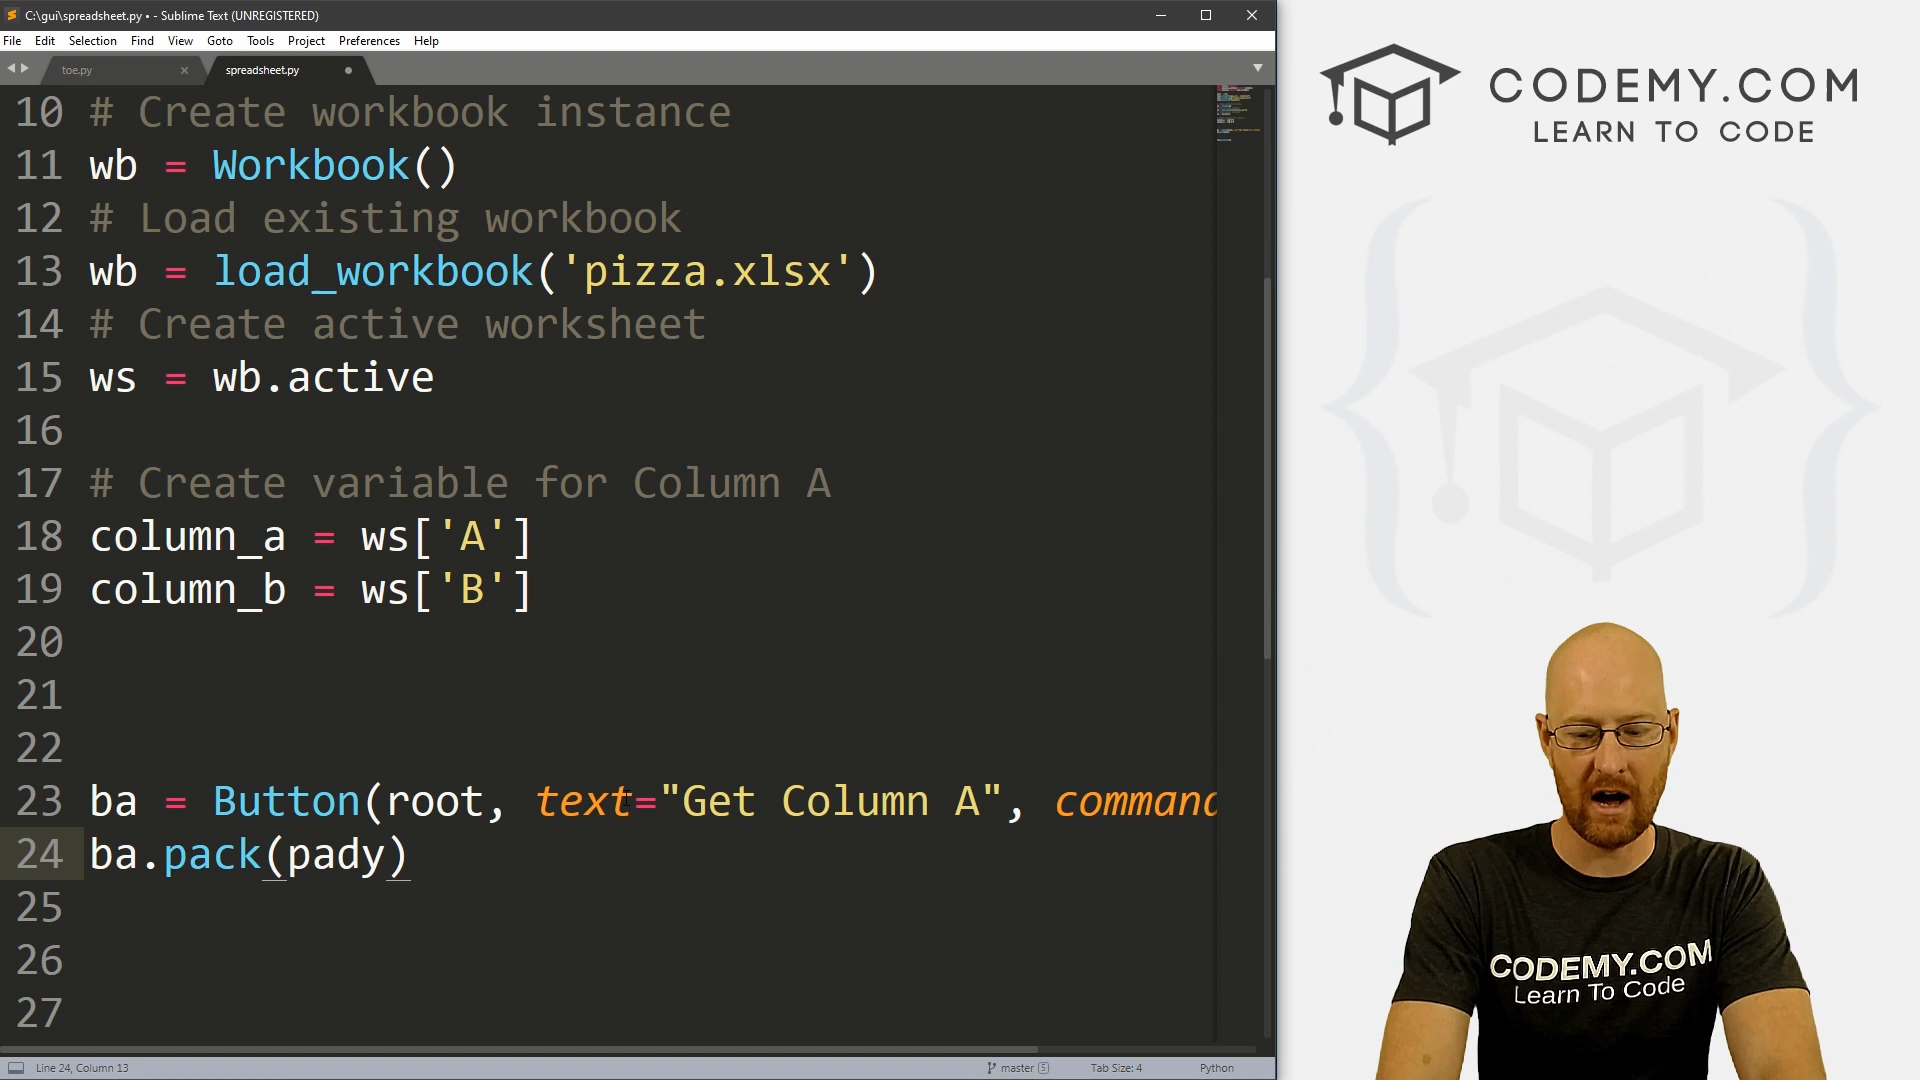 C:\gui\spreadsheet.py • - Sublime Text (UNREGISTERED)
File Edit Selection Find View Goto Tools Project Preferences Help
toe.py spreadsheet.py
10 # Create workbook instance
11 wb = Workbook()
12 # Load existing workbook
13 wb = load_workbook('pizza.xlsx')
14 # Create active worksheet
15 ws = wb.active
16
17 # Create variable for Column A
18 column_a = ws['A']
19 column_b = ws['B']
20
21
22
23 ba = Button(root, text="Get Column A", command
24 ba.pack(pady)
25
26
27
Line 24, Column 13 master 5 Tab Size: 4 Python
CODEMY.COM
LEARN TO CODE
CODEMY.COM
Learn To Code